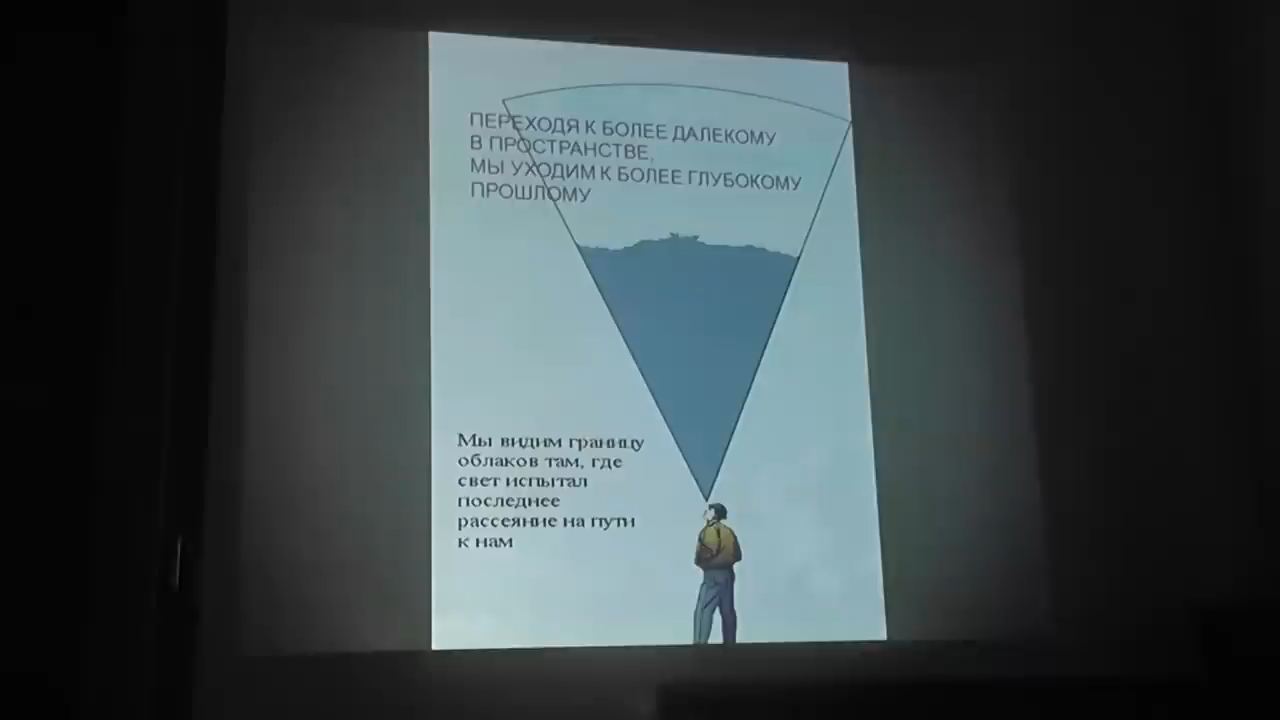 ПЕРЕХОДЯ К БОЛЕЕ ДАЛЕКОМУ
В ПРОСТРАНСТВЕ,
МЫ УХОДИМ К БОЛЕЕ ГЛУБОКОМУ
ПРОШЛОМУ
Мы видим границу
облаков там, где
свет испытал
последнее
рассеяние на пути
к нам